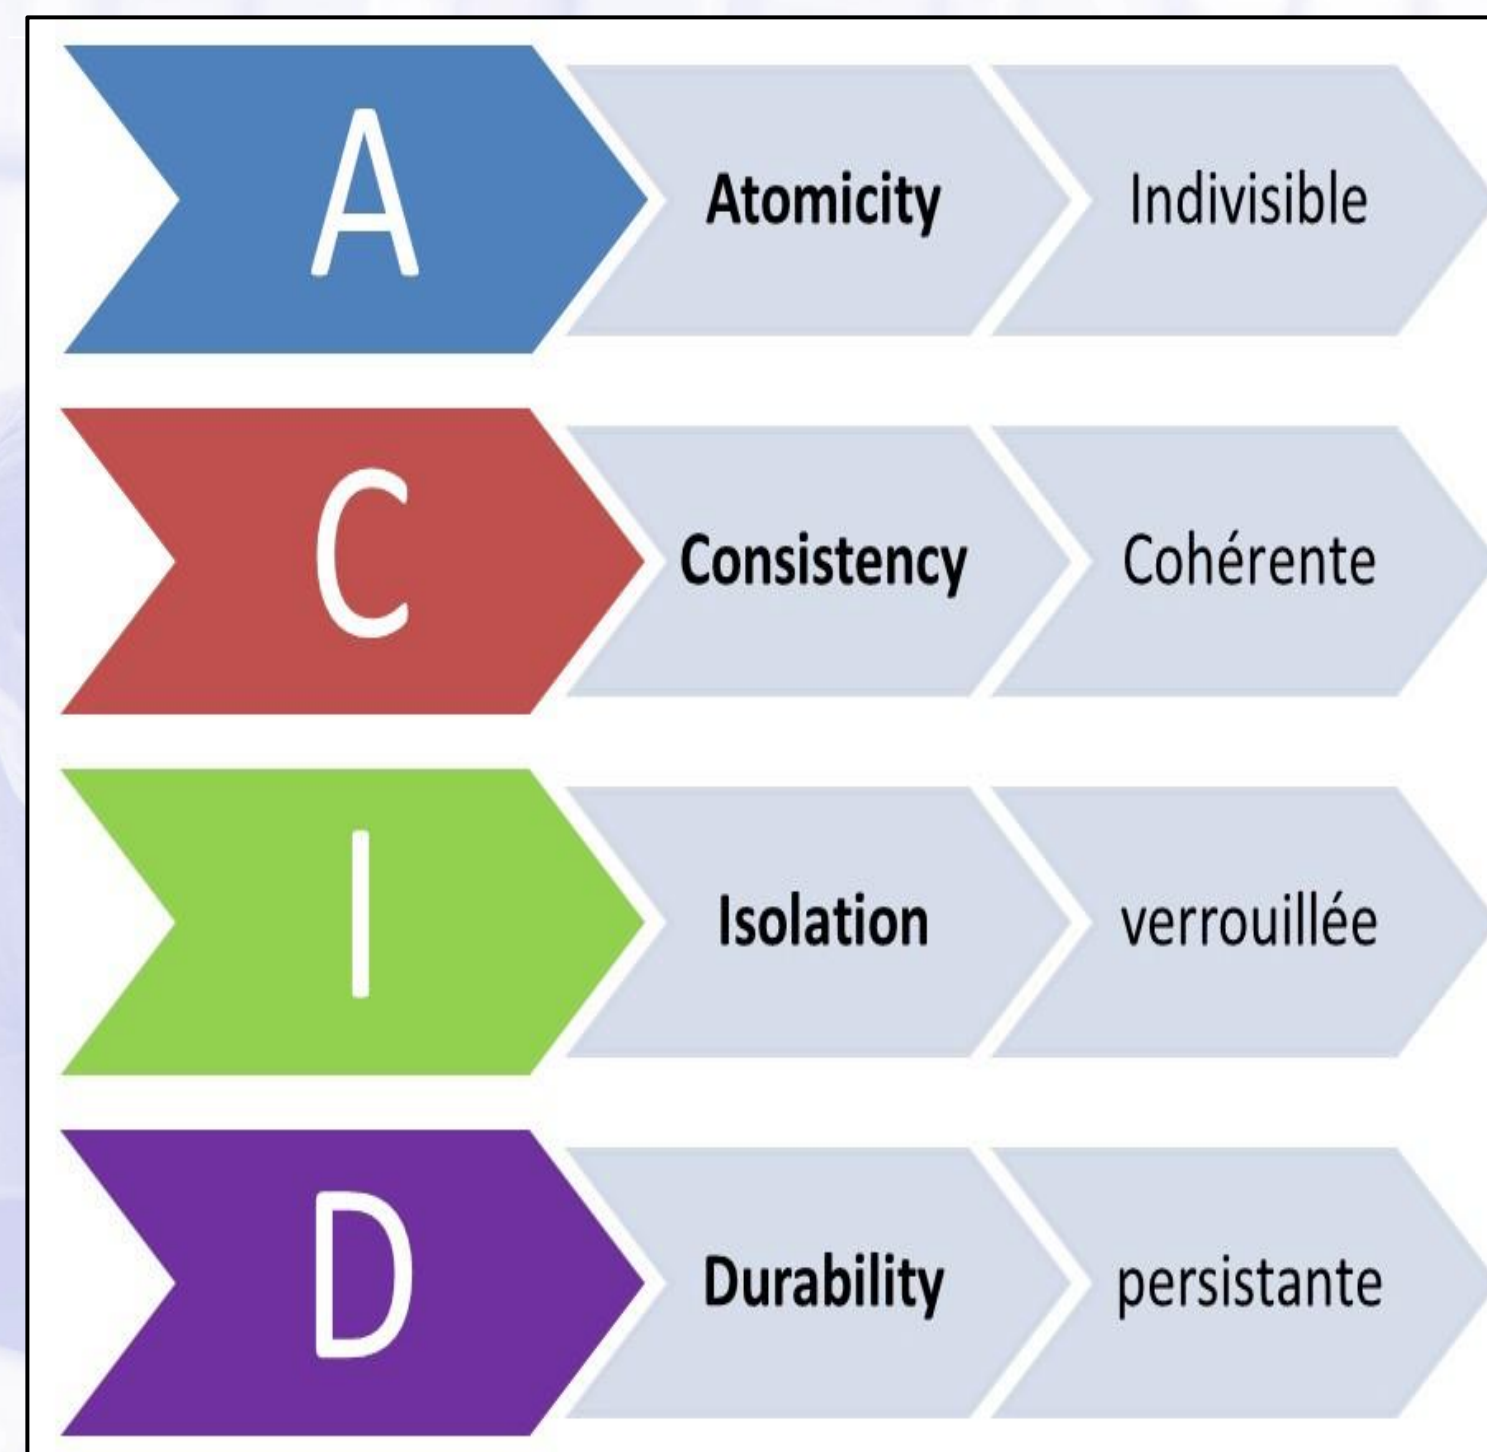 A Atomicity Indivisible
C Consistency Cohérente
I Isolation verrouillée
D Durability persistante